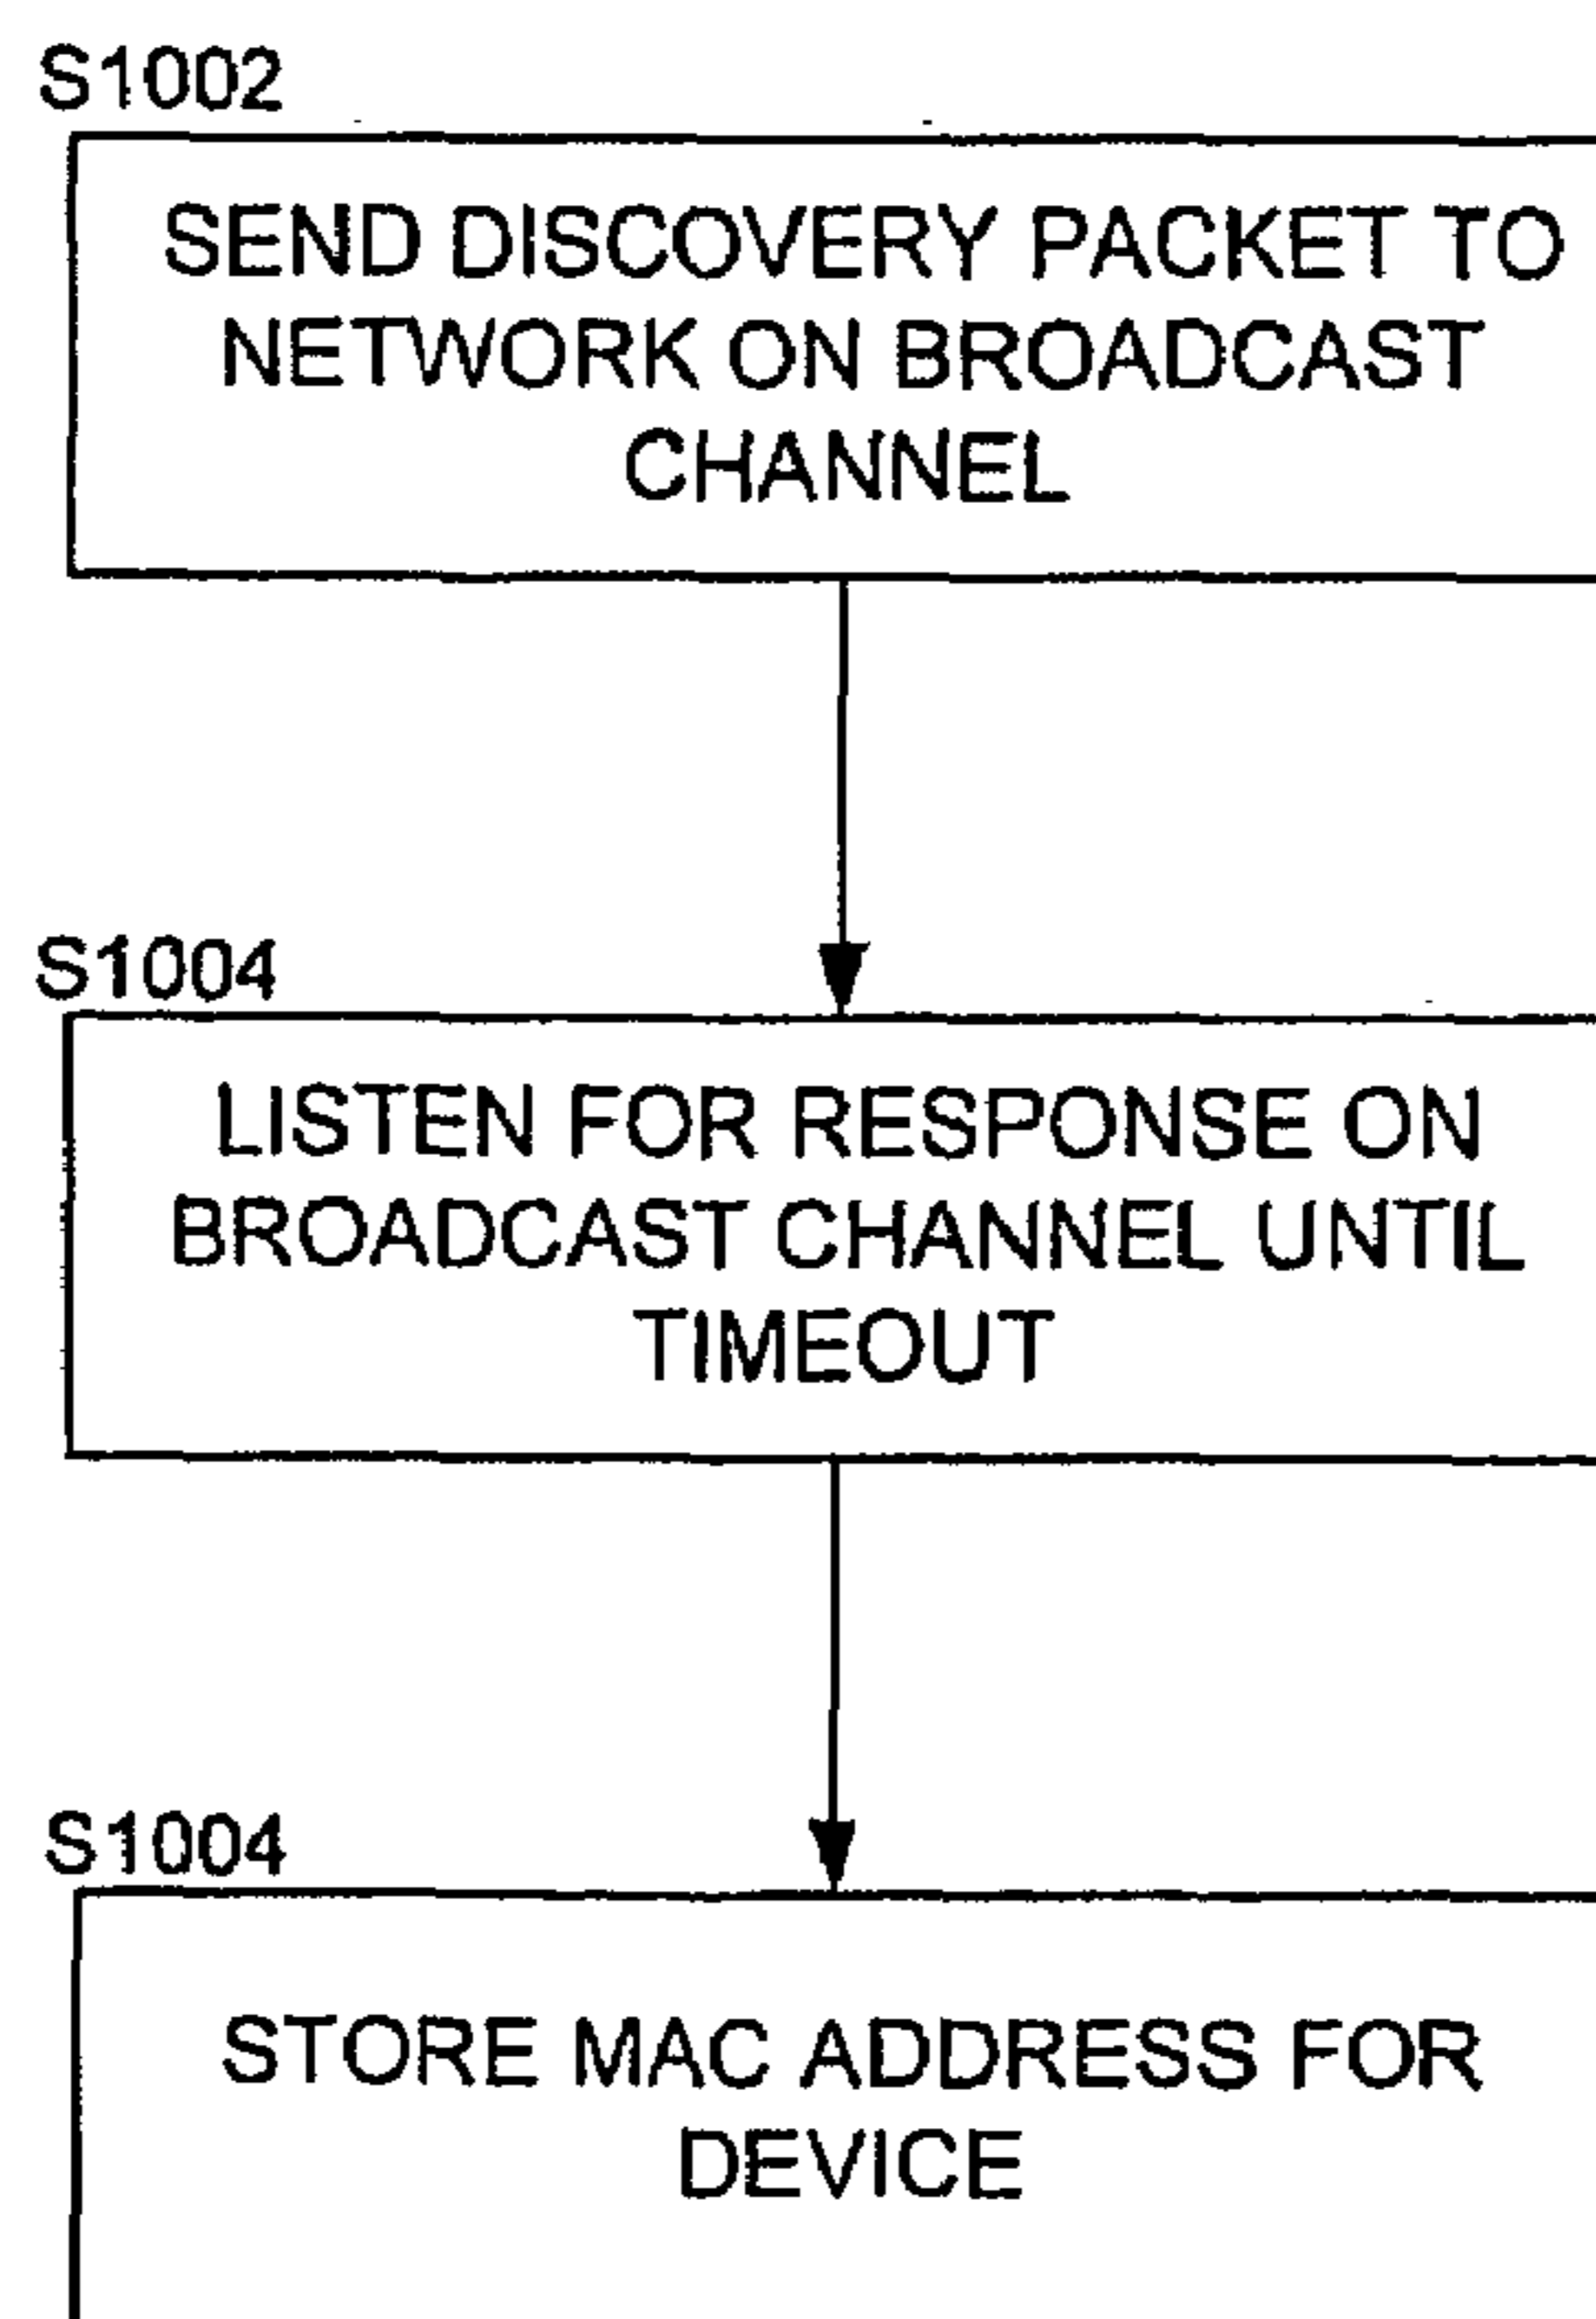 S1002
SEND DISCOVERY PACKET TO
NETWORK ON BROADCAST
CHANNEL
S1004
LISTEN FOR RESPONSE ON
BROADCAST CHANNEL UNTIL
TIMEOUT
S1004
STORE MAC ADDRESS FOR
DEVICE